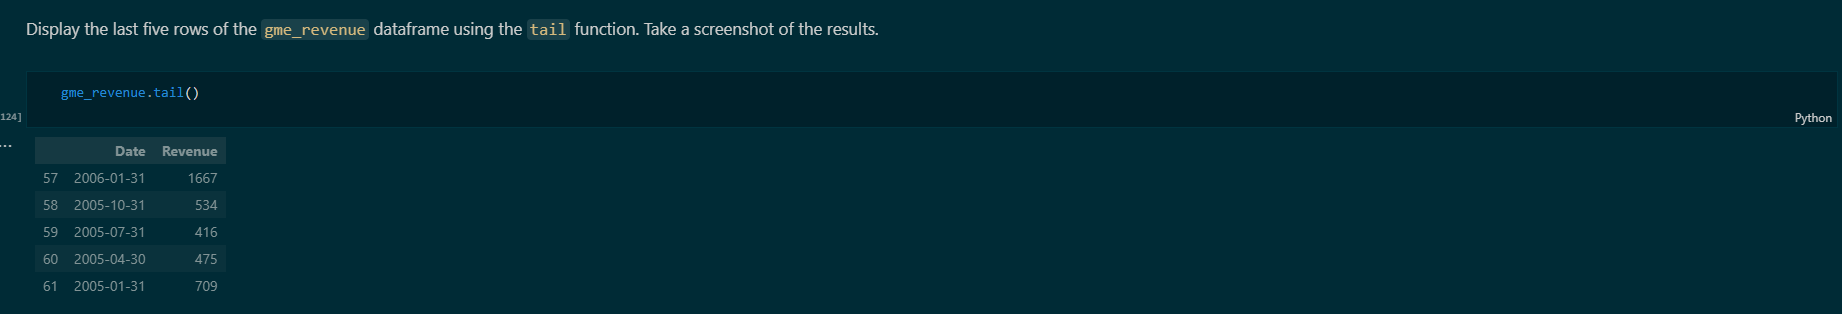 Display the last five rows of the gme_revenue dataframe using the tail function. Take a screenshot of the results.
gme_revenue.tail()
124]
Python
...
Date Revenue
57 2006-01-31 1667
58 2005-10-31 534
59 2005-07-31 416
60 2005-04-30 475
61 2005-01-31 709